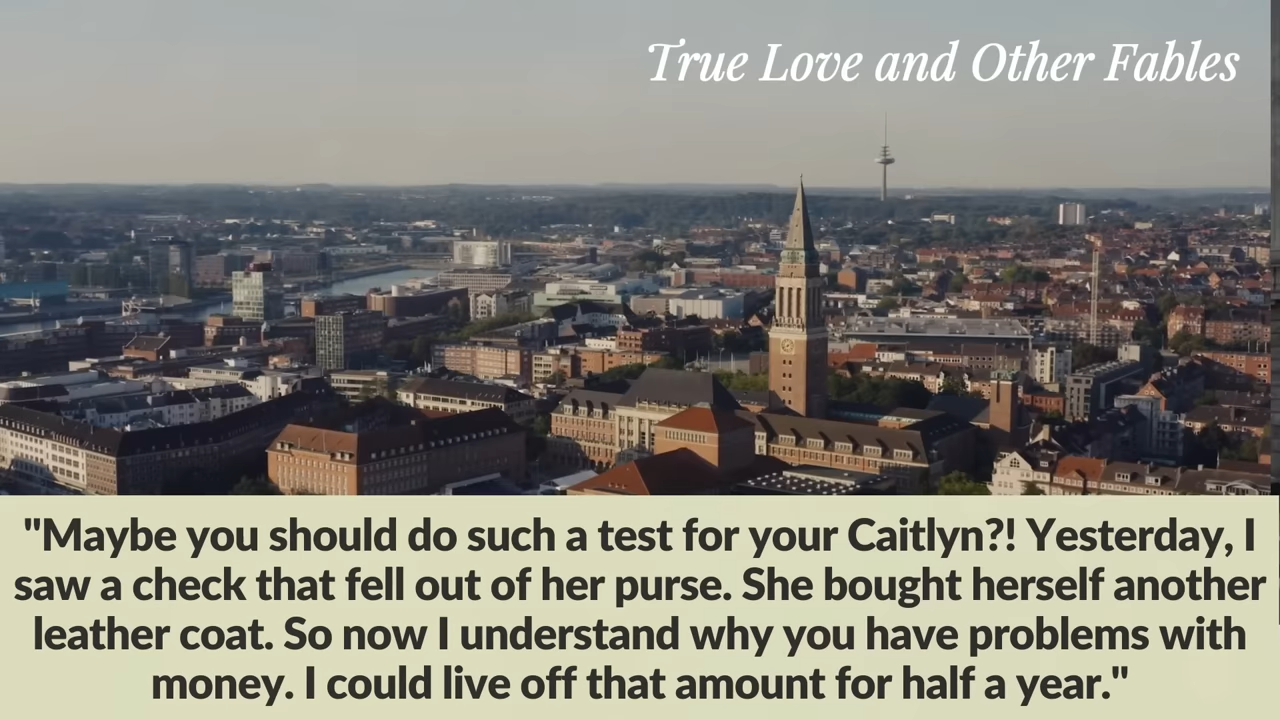 True Love and Other Fables
"Maybe you should do such a test for your Caitlyn?! Yesterday, I
saw a check that fell out of her purse. She bought herself another
leather coat. So now I understand why you have problems with
money. I could live off that amount for half a year."